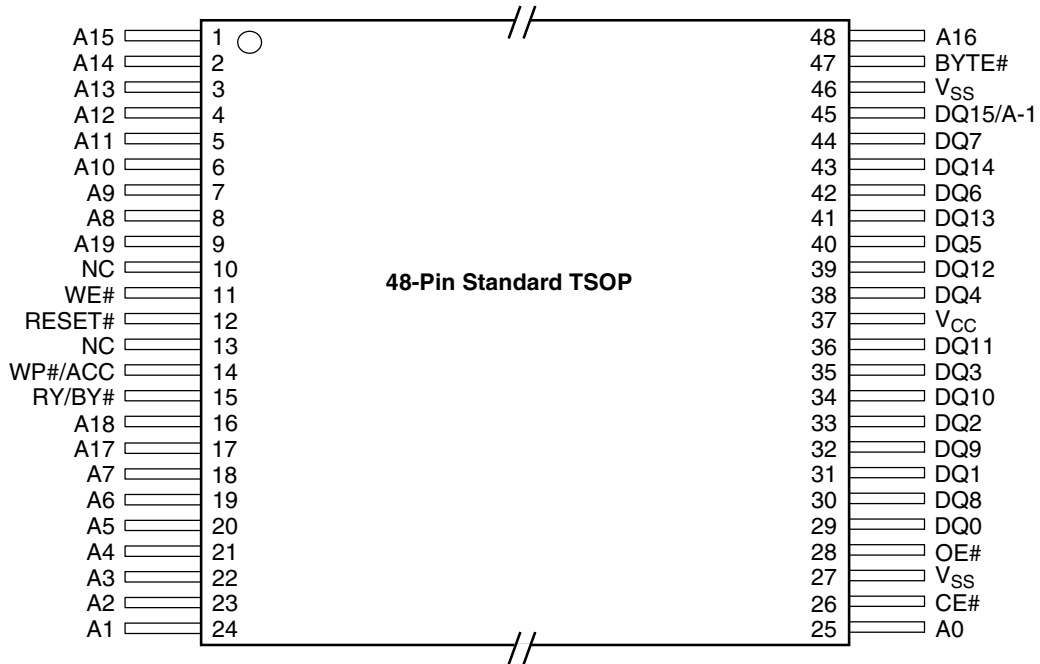 A15 1 48 A16
A14 2 47 BYTE#
A13 3 46 VSS
A12 4 45 DQ15/A-1
A11 5 44 DQ7
A10 6 43 DQ14
A9 7 42 DQ6
A8 8 41 DQ13
A19 9 40 DQ5
NC 10 39 DQ12
48-Pin Standard TSOP
WE# 11 38 DQ4
RESET# 12 37 VCC
NC 13 36 DQ11
WP#/ACC 14 35 DQ3
RY/BY# 15 34 DQ10
A18 16 33 DQ2
A17 17 32 DQ9
A7 18 31 DQ1
A6 19 30 DQ8
A5 20 29 DQ0
A4 21 28 OE#
A3 22 27 VSS
A2 23 26 CE#
A1 24 25 A0